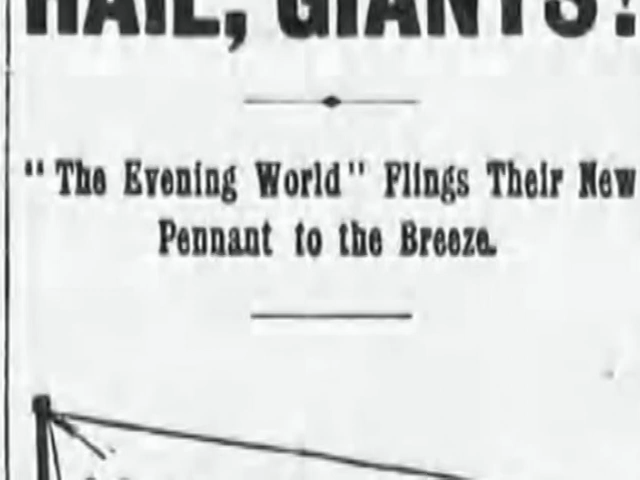 HAIL, GIANTS!
"The Evening World" Flings Their New
Pennant to the Breeze.